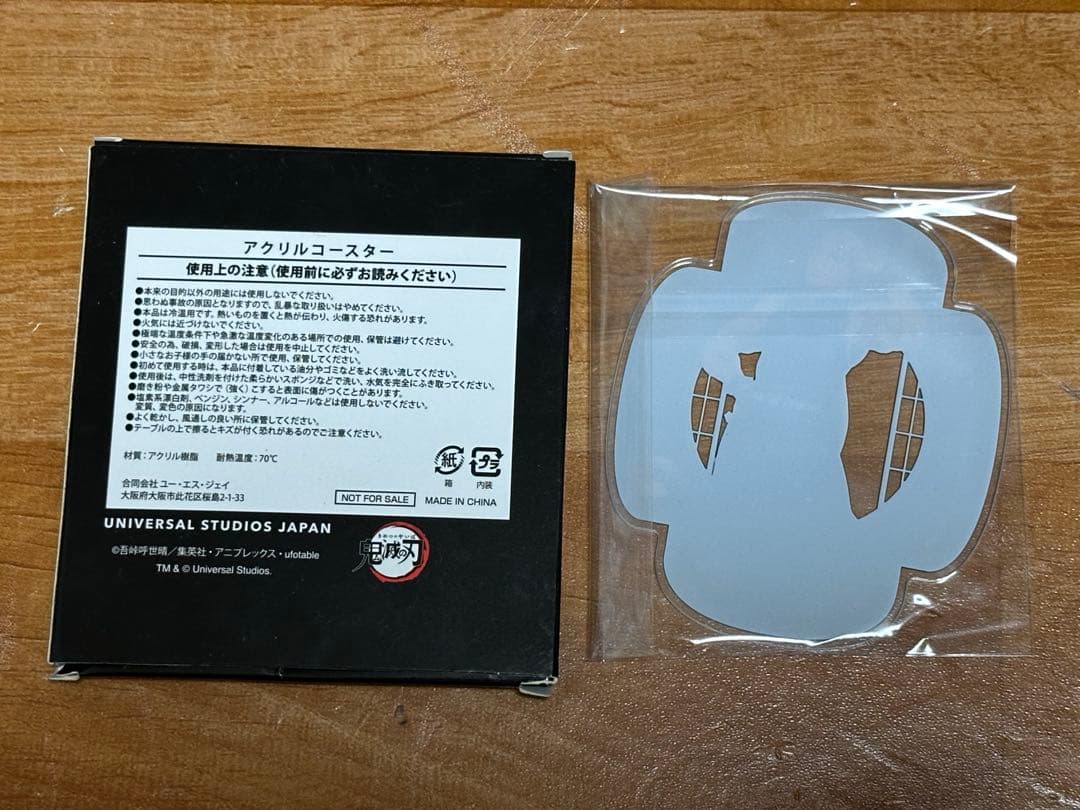 アクリルコースター
使用上の注意(使用前に必ずお読みください)
●本来の目的以外の用途には使用しないでください。
●思わぬ事故の原因となりますので、乱暴な取り扱いはやめてください。
●本品は冷温用です。熱いものを置くと熱が伝わり、火傷する恐れがあります。
●火気には近づけないでください。
●極端な温度条件下や急激な温度変化のある場所での使用、保管は避けてください。
●安全の為、破損、変形した場合は使用を中止してください。
●小さなお子様の手の届かない所で使用、保管してください。
●初めて使用する時は、本品に付着している油分やゴミなどをよく洗い流してください。
●使用後は、中性洗剤を付けた柔らかいスポンジなどで洗い、水気を完全にふき取ってください。
●磨き粉や金属タワシで(強く)こすると表面に傷がつくことがあります。
●塩素系漂白剤、ベンジン、シンナー、アルコールなどは使用しないでください。
変質、変色の原因になります。
●よく乾かし、風通しの良い所に保管してください。
●テーブルの上で擦るとキズが付く恐れがあるのでご注意ください。
材質:アクリル樹脂 耐熱温度:70℃
紙 プラ
箱 内装
合同会社 ユー・エス・ジェイ
大阪府大阪市此花区桜島2-1-33
NOT FOR SALE MADE IN CHINA
UNIVERSAL STUDIOS JAPAN
きめつのやいば
鬼滅の刃
©吾峠呼世晴/集英社・アニプレックス・ufotable
TM & © Universal Studios.